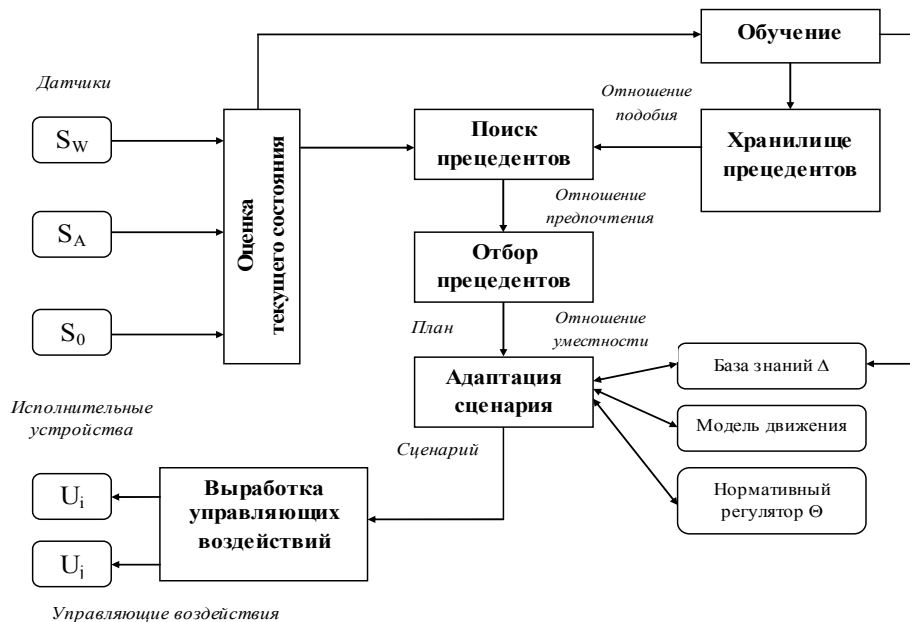 Обучение
Датчики
Отношение
подобия
S_W
Поиск
прецедентов
Хранилище
прецедентов
Оценка
текущего состояния
Отношение
предпочтения
S_A
Отбор
прецедентов
S_0
План
Отношение
уместности
База знаний Δ
Адаптация
сценария
Исполнительные
устройства
Модель движения
Сценарий
Нормативный
регулятор Θ
U_i
Выработка
управляющих
воздействий
U_j
Управляющие воздействия